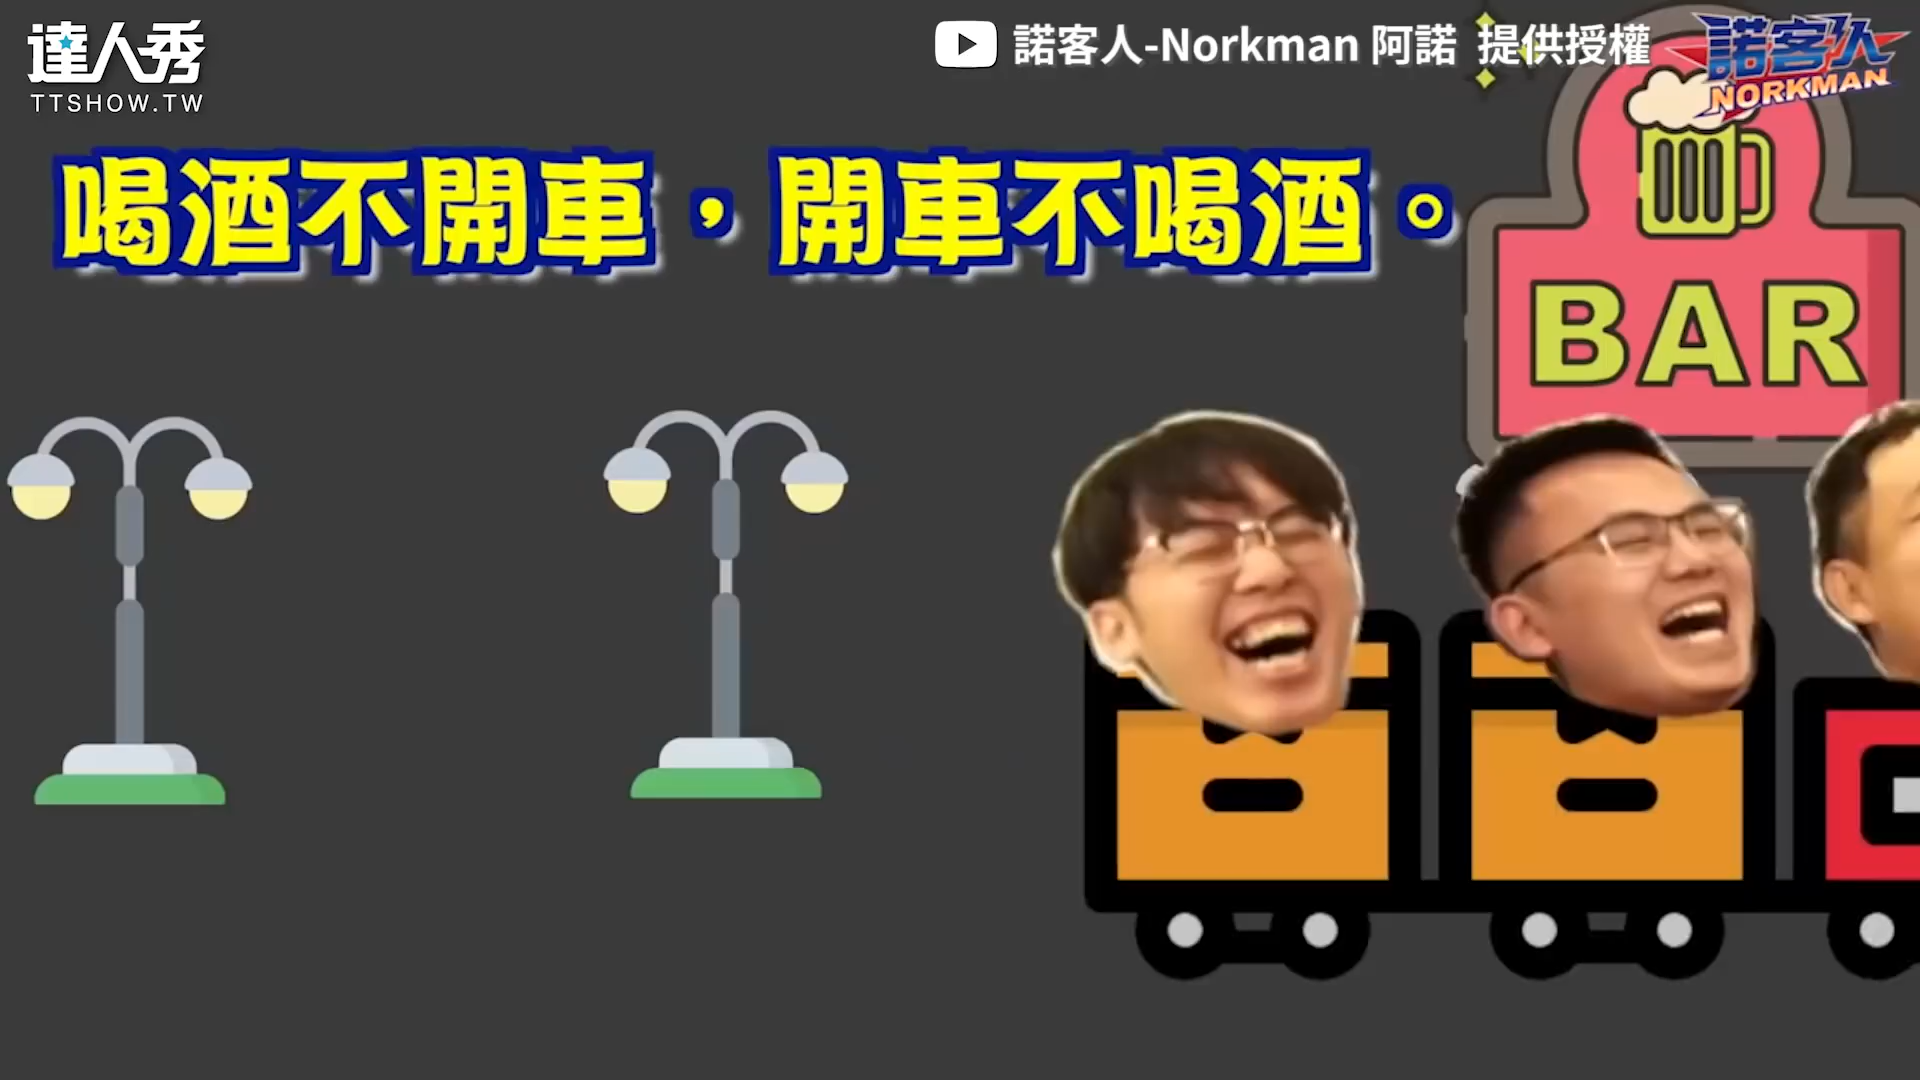 達人秀
TTSHOW.TW
諾客人-Norkman 阿諾 提供授權
諾客人
NORKMAN
喝酒不開車，開車不喝酒。
BAR